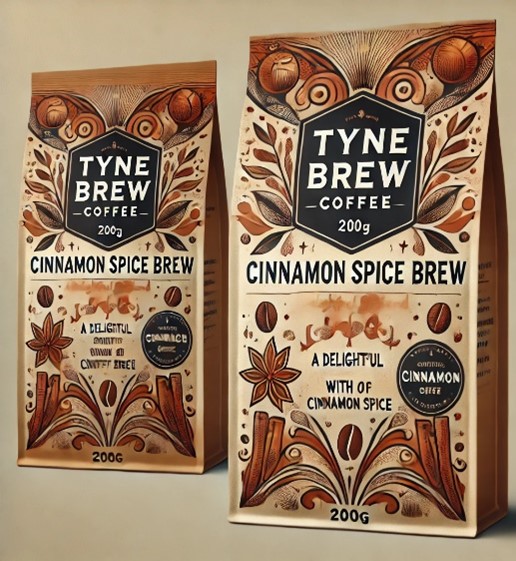 TYNE
BREW
COFFEE
200g
CINNAMON SPICE BREW
A DELIGHTFUL
200G
TYNE
BREW
COFFEE
200g
CINNAMON SPICE BREW
A DELIGHTFUL
WITH OF
CINNAMON SPICE
CINNAMON
200G